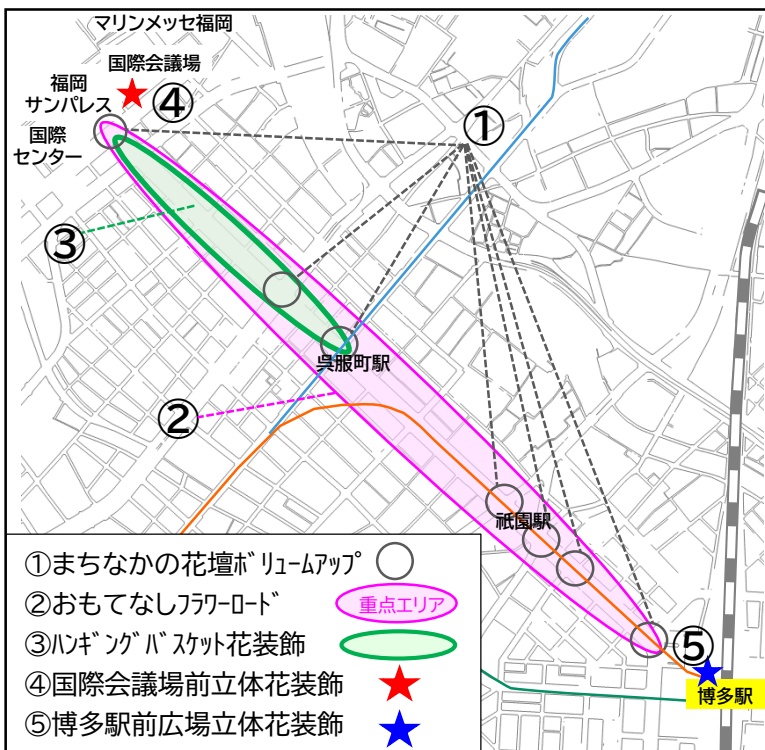 マリンメッセ福岡
国際会議場
④
福岡
サンパレス
国際
センター
①
③
呉服町駅
②
祇園駅
⑤
博多駅
①まちなかの花壇ﾎﾞﾘｭｰﾑｱｯﾌﾟ
②おもてなしﾌﾗﾜｰﾛｰﾄﾞ 重点エリア
③ﾊﾝｷﾞﾝｸﾞﾊﾞｽｹｯﾄ花装飾
④国際会議場前立体花装飾
⑤博多駅前広場立体花装飾